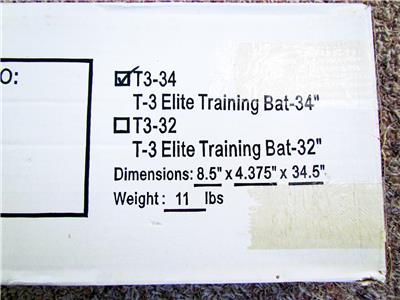 O:
T3-34
T-3 Elite Training Bat-34"
T3-32
T-3 Elite Training Bat-32"
Dimensions: 8.5" x 4.375" x 34.5"
Weight: 11 lbs